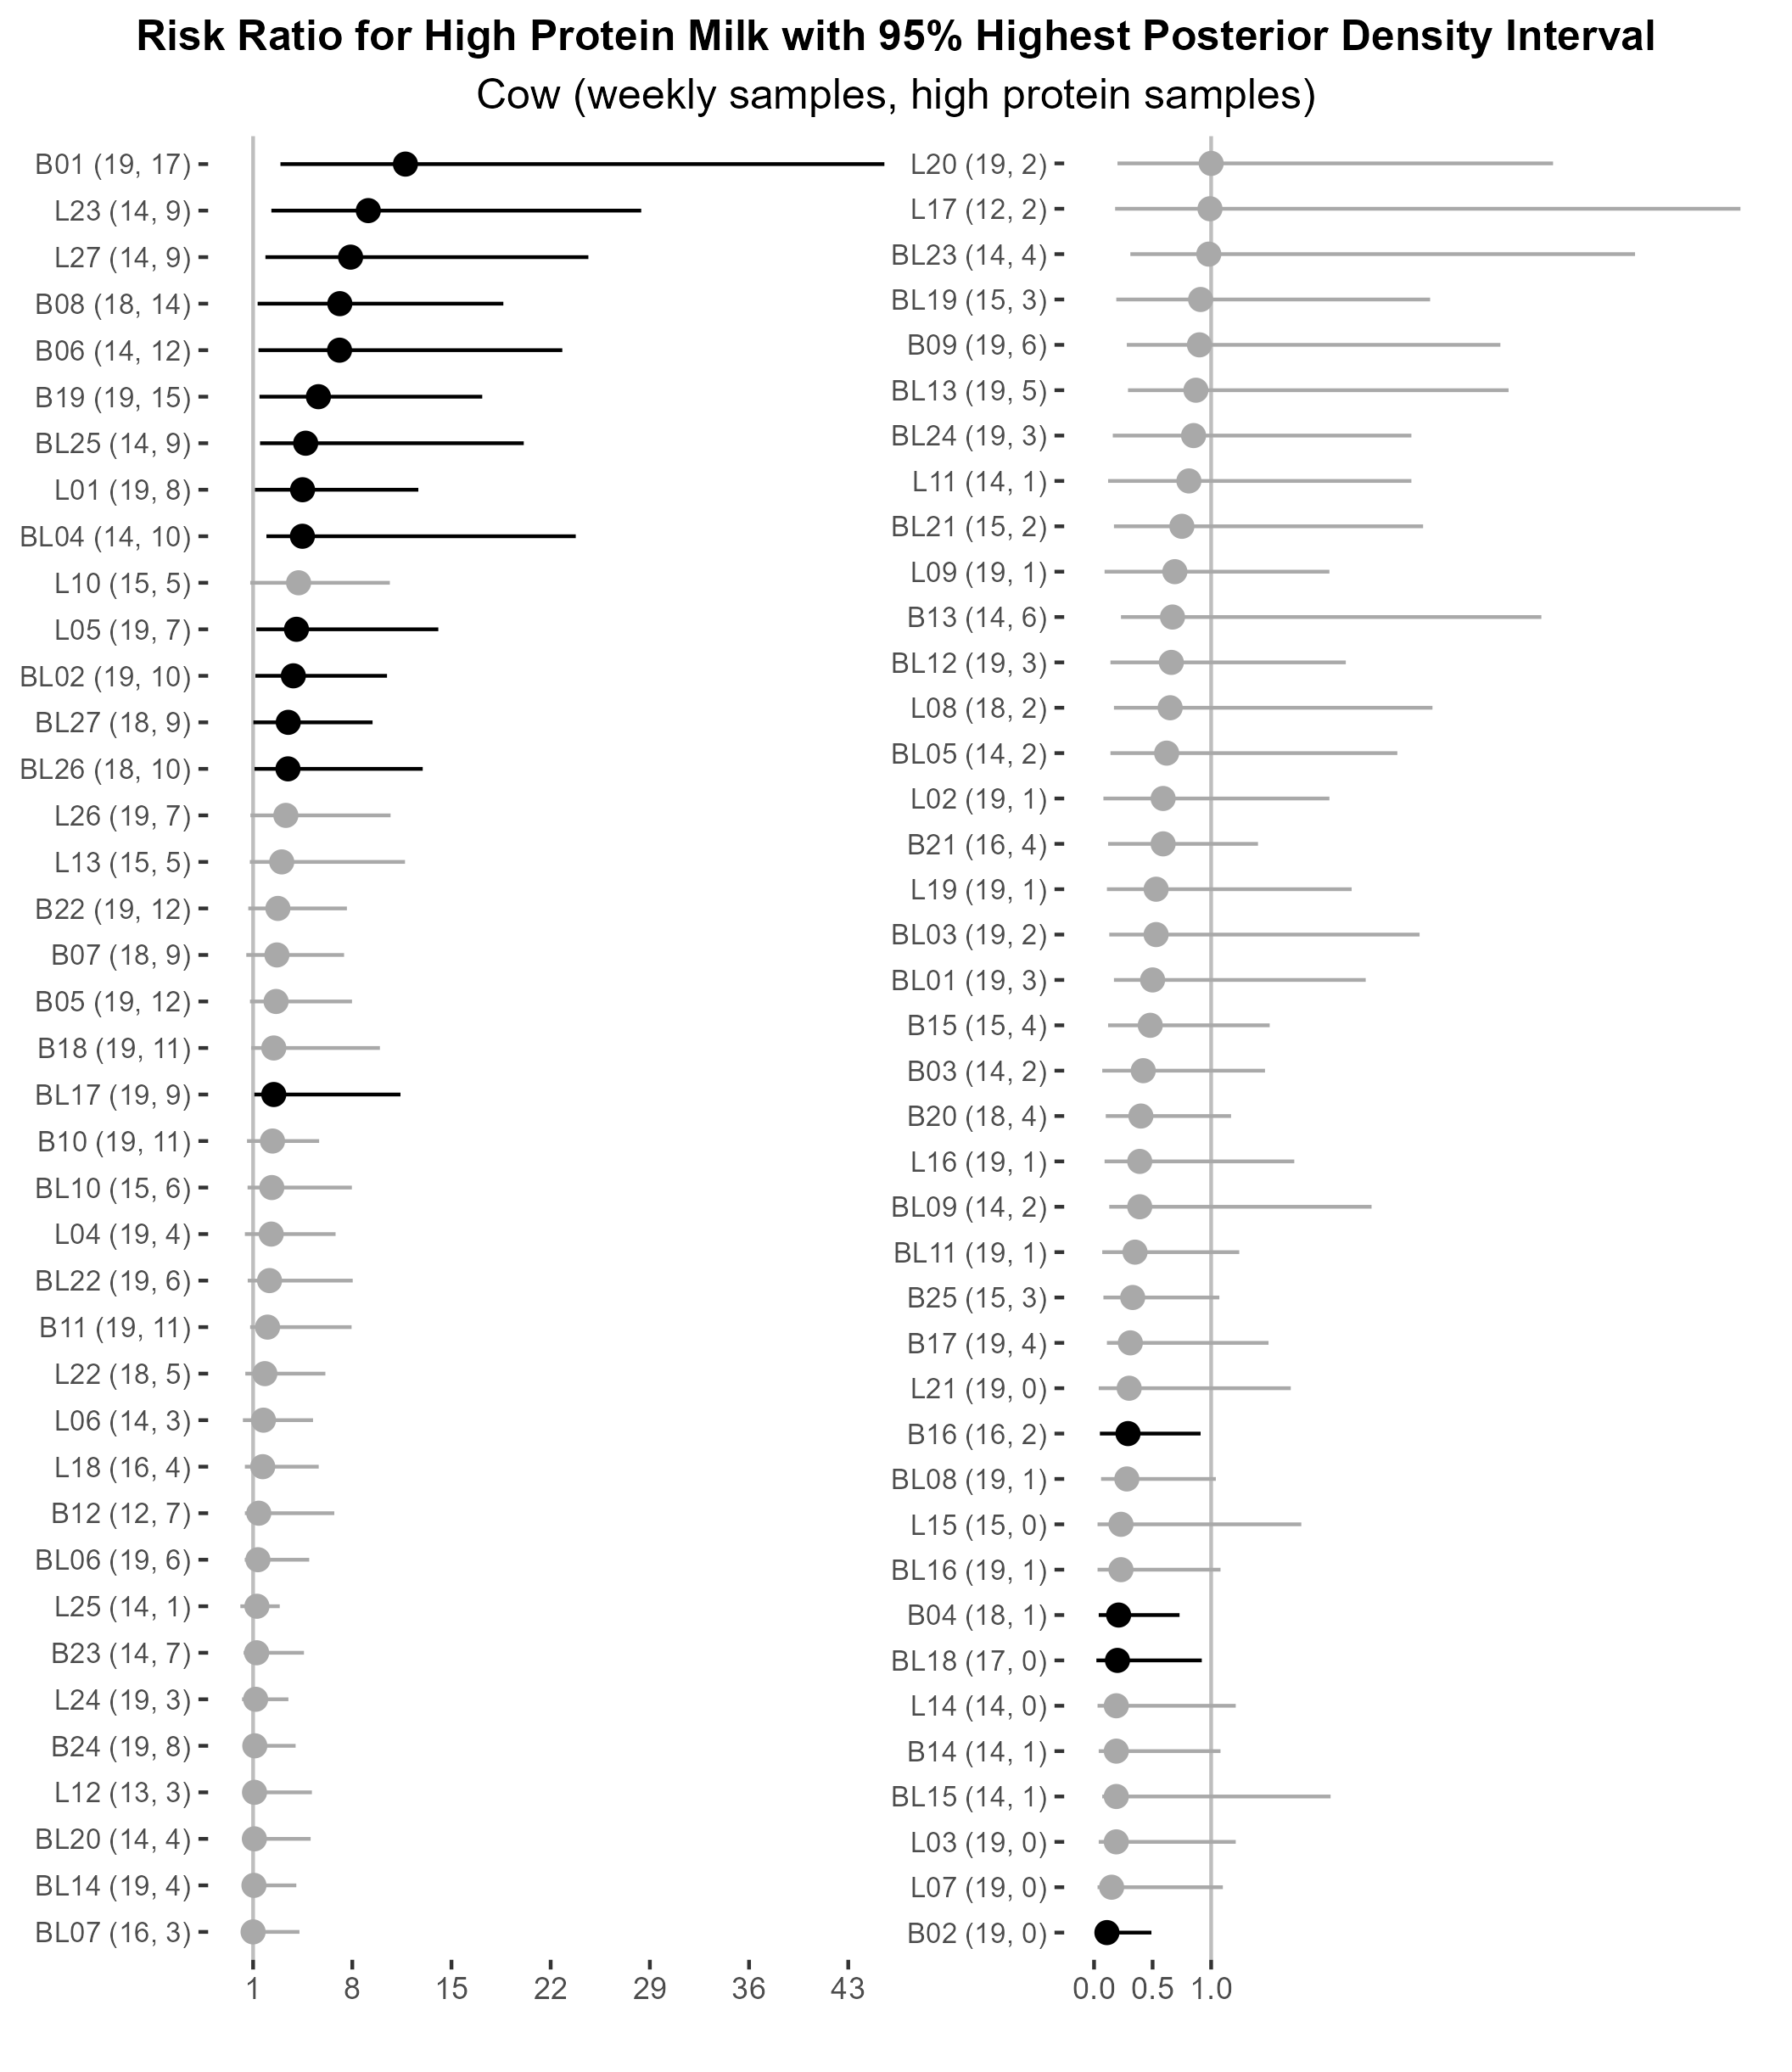 Risk Ratio for High Protein Milk with 95% Highest Posterior Density Interval
Cow (weekly samples, high protein samples)
B01 (19, 17)
L23 (14, 9)
L27 (14, 9)
B08 (18, 14)
B06 (14, 12)
B19 (19, 15)
BL25 (14, 9)
L01 (19, 8)
BL04 (14, 10)
L10 (15, 5)
L05 (19, 7)
BL02 (19, 10)
BL27 (18, 9)
BL26 (18, 10)
L26 (19, 7)
L13 (15, 5)
B22 (19, 12)
B07 (18, 9)
B05 (19, 12)
B18 (19, 11)
BL17 (19, 9)
B10 (19, 11)
BL10 (15, 6)
L04 (19, 4)
BL22 (19, 6)
B11 (19, 11)
L22 (18, 5)
L06 (14, 3)
L18 (16, 4)
B12 (12, 7)
BL06 (19, 6)
L25 (14, 1)
B23 (14, 7)
L24 (19, 3)
B24 (19, 8)
L12 (13, 3)
BL20 (14, 4)
BL14 (19, 4)
BL07 (16, 3)
1 8 15 22 29 36 43
L20 (19, 2)
L17 (12, 2)
BL23 (14, 4)
BL19 (15, 3)
B09 (19, 6)
BL13 (19, 5)
BL24 (19, 3)
L11 (14, 1)
BL21 (15, 2)
L09 (19, 1)
B13 (14, 6)
BL12 (19, 3)
L08 (18, 2)
BL05 (14, 2)
L02 (19, 1)
B21 (16, 4)
L19 (19, 1)
BL03 (19, 2)
BL01 (19, 3)
B15 (15, 4)
B03 (14, 2)
B20 (18, 4)
L16 (19, 1)
BL09 (14, 2)
BL11 (19, 1)
B25 (15, 3)
B17 (19, 4)
L21 (19, 0)
B16 (16, 2)
BL08 (19, 1)
L15 (15, 0)
BL16 (19, 1)
B04 (18, 1)
BL18 (17, 0)
L14 (14, 0)
B14 (14, 1)
BL15 (14, 1)
L03 (19, 0)
L07 (19, 0)
B02 (19, 0)
0.0 0.5 1.0